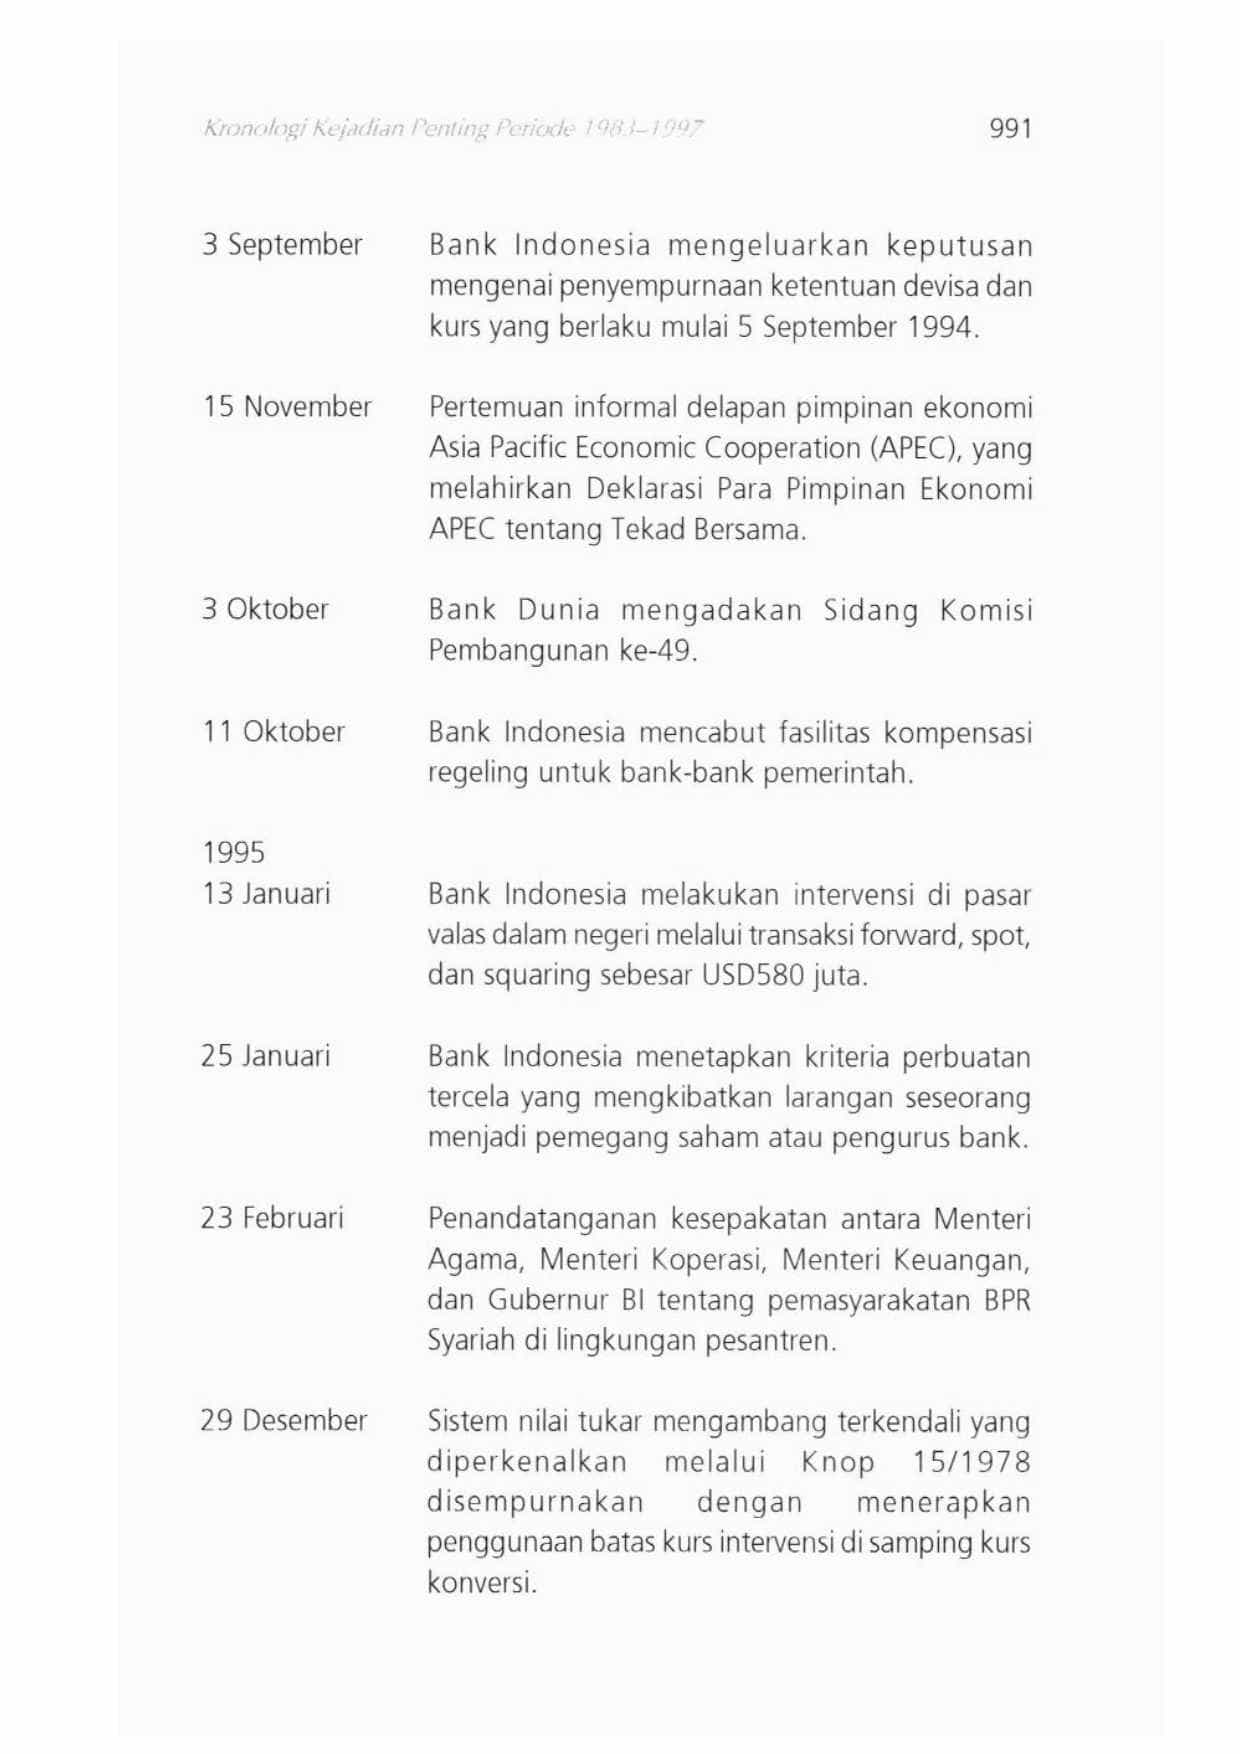 Kronologi Kejadian Penting Periode 1983–1997 991
3 September Bank Indonesia mengeluarkan keputusan
mengenai penyempurnaan ketentuan devisa dan
kurs yang berlaku mulai 5 September 1994.
15 November Pertemuan informal delapan pimpinan ekonomi
Asia Pacific Economic Cooperation (APEC), yang
melahirkan Deklarasi Para Pimpinan Ekonomi
APEC tentang Tekad Bersama.
3 Oktober Bank Dunia mengadakan Sidang Komisi
Pembangunan ke-49.
11 Oktober Bank Indonesia mencabut fasilitas kompensasi
regeling untuk bank-bank pemerintah.
1995
13 Januari Bank Indonesia melakukan intervensi di pasar
valas dalam negeri melalui transaksi forward, spot,
dan squaring sebesar USD580 juta.
25 Januari Bank Indonesia menetapkan kriteria perbuatan
tercela yang mengkibatkan larangan seseorang
menjadi pemegang saham atau pengurus bank.
23 Februari Penandatanganan kesepakatan antara Menteri
Agama, Menteri Koperasi, Menteri Keuangan,
dan Gubernur BI tentang pemasyarakatan BPR
Syariah di lingkungan pesantren.
29 Desember Sistem nilai tukar mengambang terkendali yang
diperkenalkan melalui Knop 15/1978
disempurnakan dengan menerapkan
penggunaan batas kurs intervensi di samping kurs
konversi.